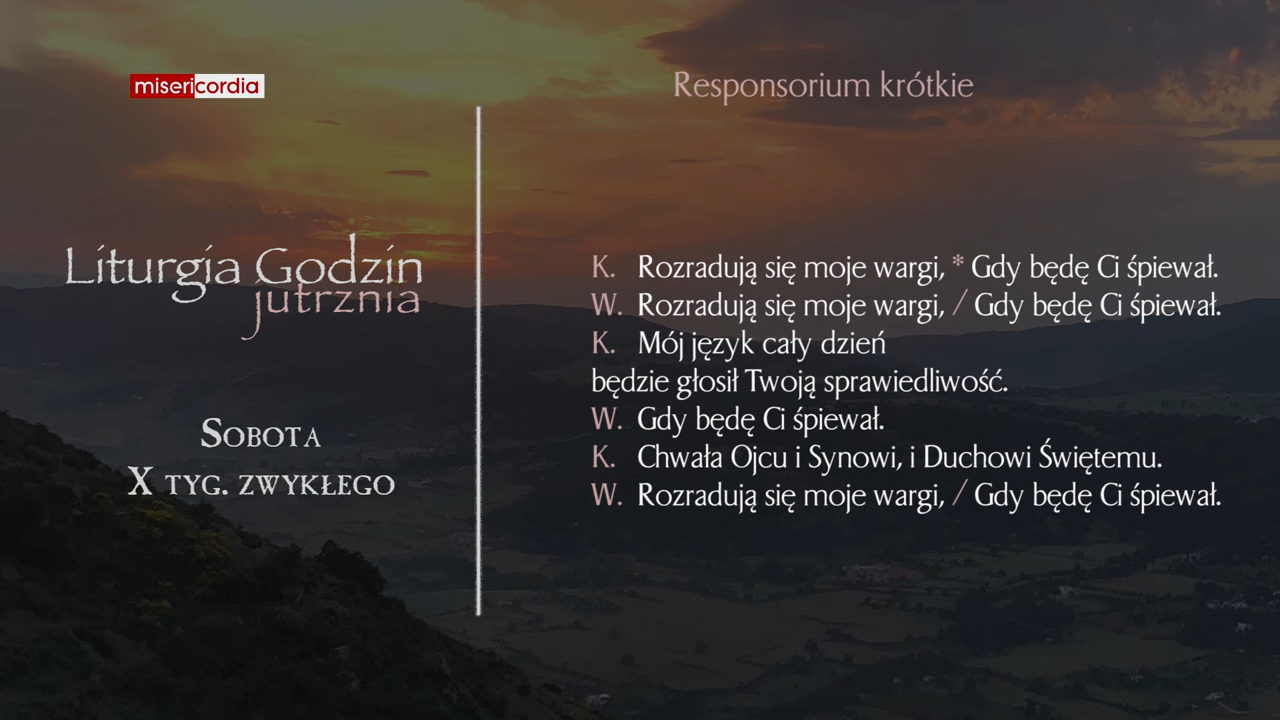 misericordia
Responsorium krótkie
Liturgia Godzin
jutrznia
Sobota
X tyg. zwykłego
K. Rozradują się moje wargi, * Gdy będę Ci śpiewał.
W. Rozradują się moje wargi, / Gdy będę Ci śpiewał.
K. Mój język cały dzień
będzie głosił Twoją sprawiedliwość.
W. Gdy będę Ci śpiewał.
K. Chwała Ojcu i Synowi, i Duchowi Świętemu.
W. Rozradują się moje wargi, / Gdy będę Ci śpiewał.